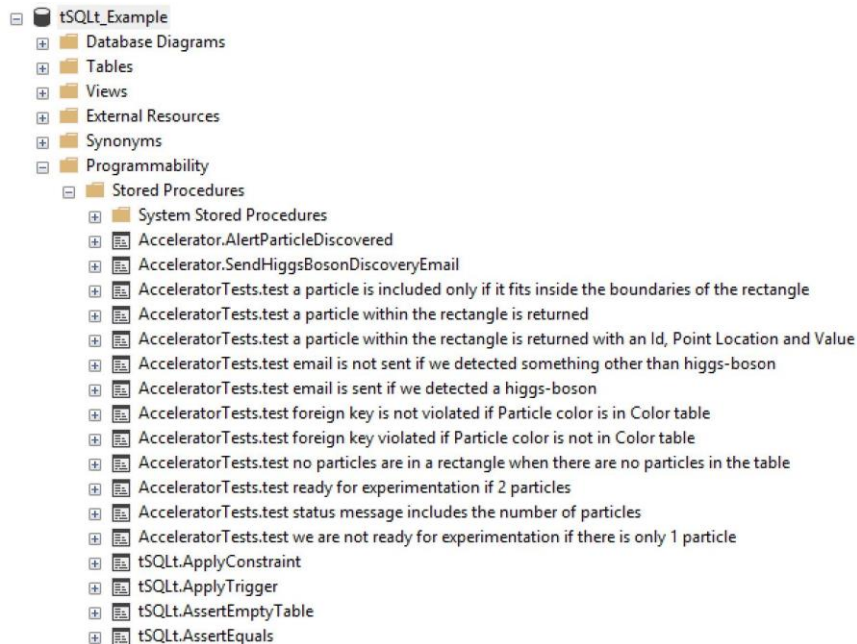 tSQLt_Example
Database Diagrams
Tables
Views
External Resources
Synonyms
Programmability
Stored Procedures
System Stored Procedures
Accelerator.AlertParticleDiscovered
Accelerator.SendHiggsBosonDiscoveryEmail
AcceleratorTests.test a particle is included only if it fits inside the boundaries of the rectangle
AcceleratorTests.test a particle within the rectangle is returned
AcceleratorTests.test a particle within the rectangle is returned with an Id, Point Location and Value
AcceleratorTests.test email is not sent if we detected something other than higgs-boson
AcceleratorTests.test email is sent if we detected a higgs-boson
AcceleratorTests.test foreign key is not violated if Particle color is in Color table
AcceleratorTests.test foreign key violated if Particle color is not in Color table
AcceleratorTests.test no particles are in a rectangle when there are no particles in the table
AcceleratorTests.test ready for experimentation if 2 particles
AcceleratorTests.test status message includes the number of particles
AcceleratorTests.test we are not ready for experimentation if there is only 1 particle
tSQLt.ApplyConstraint
tSQLt.ApplyTrigger
tSQLt.AssertEmptyTable
tSQLt.AssertEquals